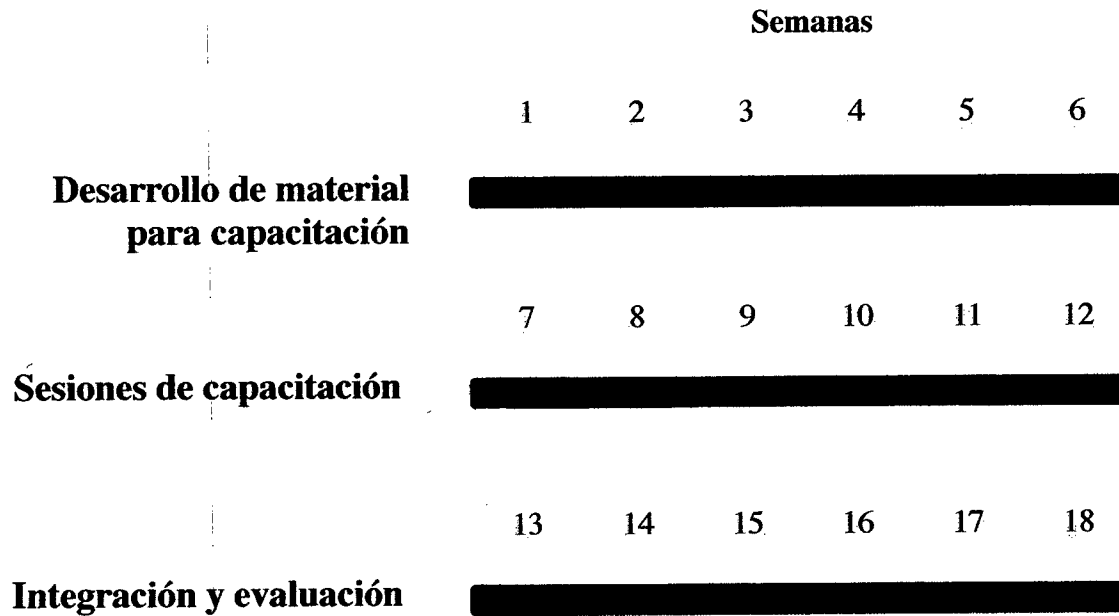 Semanas
1 2 3 4 5 6
Desarrollo de material
para capacitación
7 8 9 10 11 12
Sesiones de capacitación
13 14 15 16 17 18
Integración y evaluación